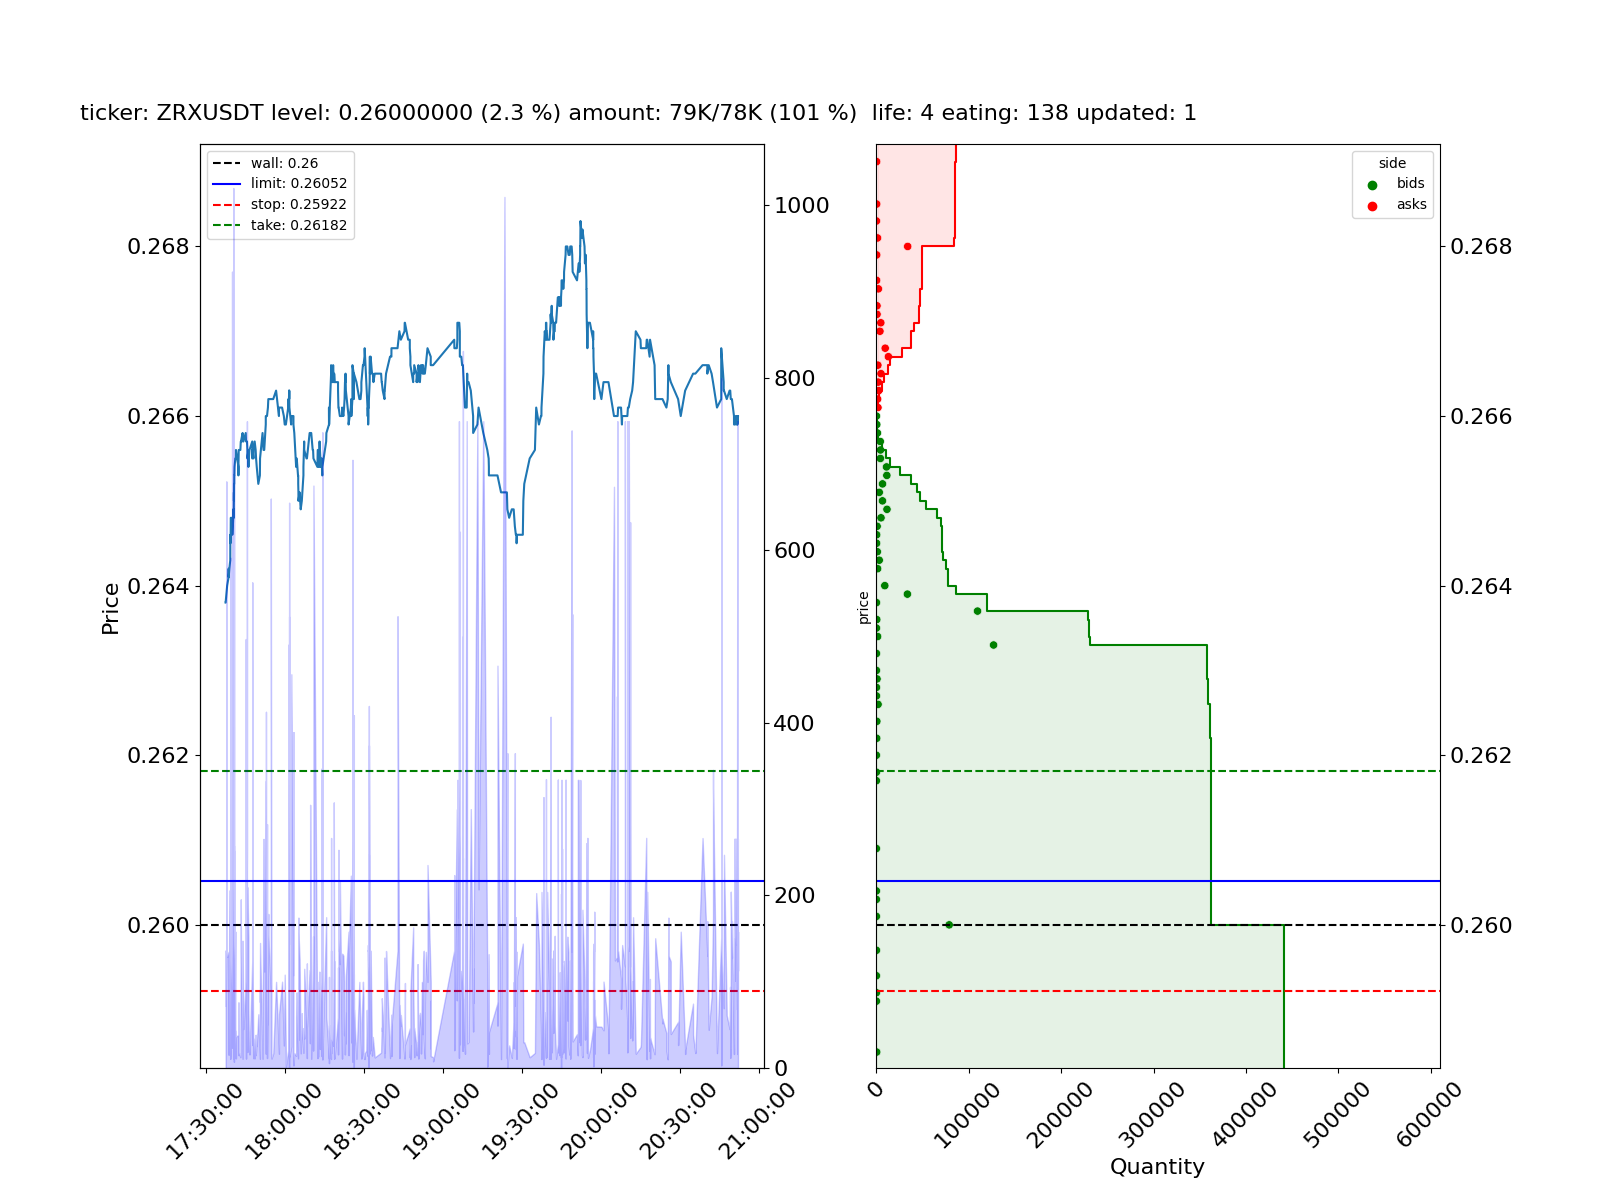 ticker: ZRXUSDT level: 0.26000000 (2.3 %) amount: 79K/78K (101 %)  life: 4 eating: 138 updated: 1
wall: 0.26
limit: 0.26052
stop: 0.25922
take: 0.26182
Price
0.268
0.266
0.264
0.262
0.260
1000
800
600
400
200
0
17:30:00
18:00:00
18:30:00
19:00:00
19:30:00
20:00:00
20:30:00
21:00:00
side
bids
asks
price
0.268
0.266
0.264
0.262
0.260
0
100000
200000
300000
400000
500000
600000
Quantity